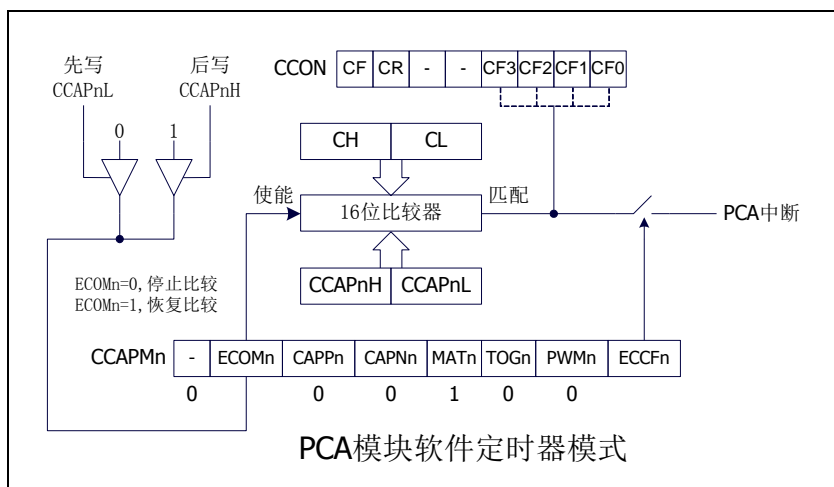 先写
CCAPnL
后写
CCAPnH
0
1
CCON CF CR - - CF3 CF2 CF1 CF0
CH CL
使能
16位比较器
匹配
PCA中断
CCAPnH CCAPnL
ECOMn=0,停止比较
ECOMn=1,恢复比较
CCAPMn - ECOMn CAPPn CAPNn MATn TOGn PWMn ECCFn
0 0 0 1 0 0
PCA模块软件定时器模式